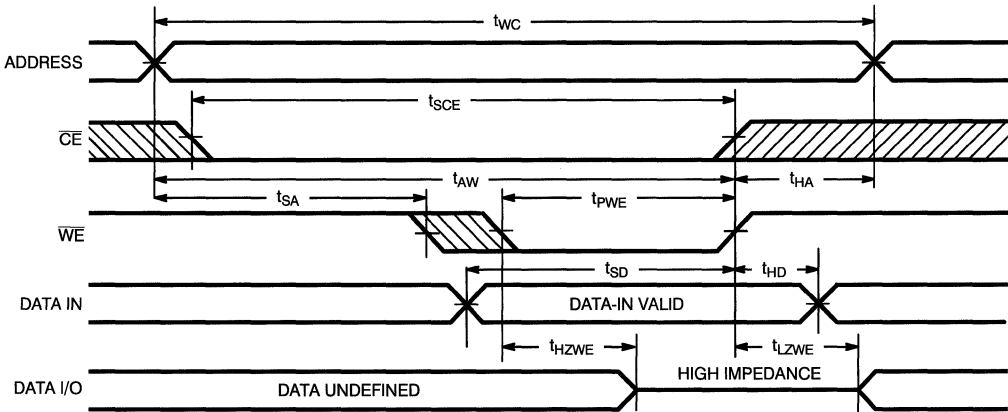 tWC
ADDRESS
tSCE
CE
tAW
tHA
tSA
tPWE
WE
tSD
tHD
DATA IN
DATA-IN VALID
tHZWE
tLZWE
HIGH IMPEDANCE
DATA I/O
DATA UNDEFINED